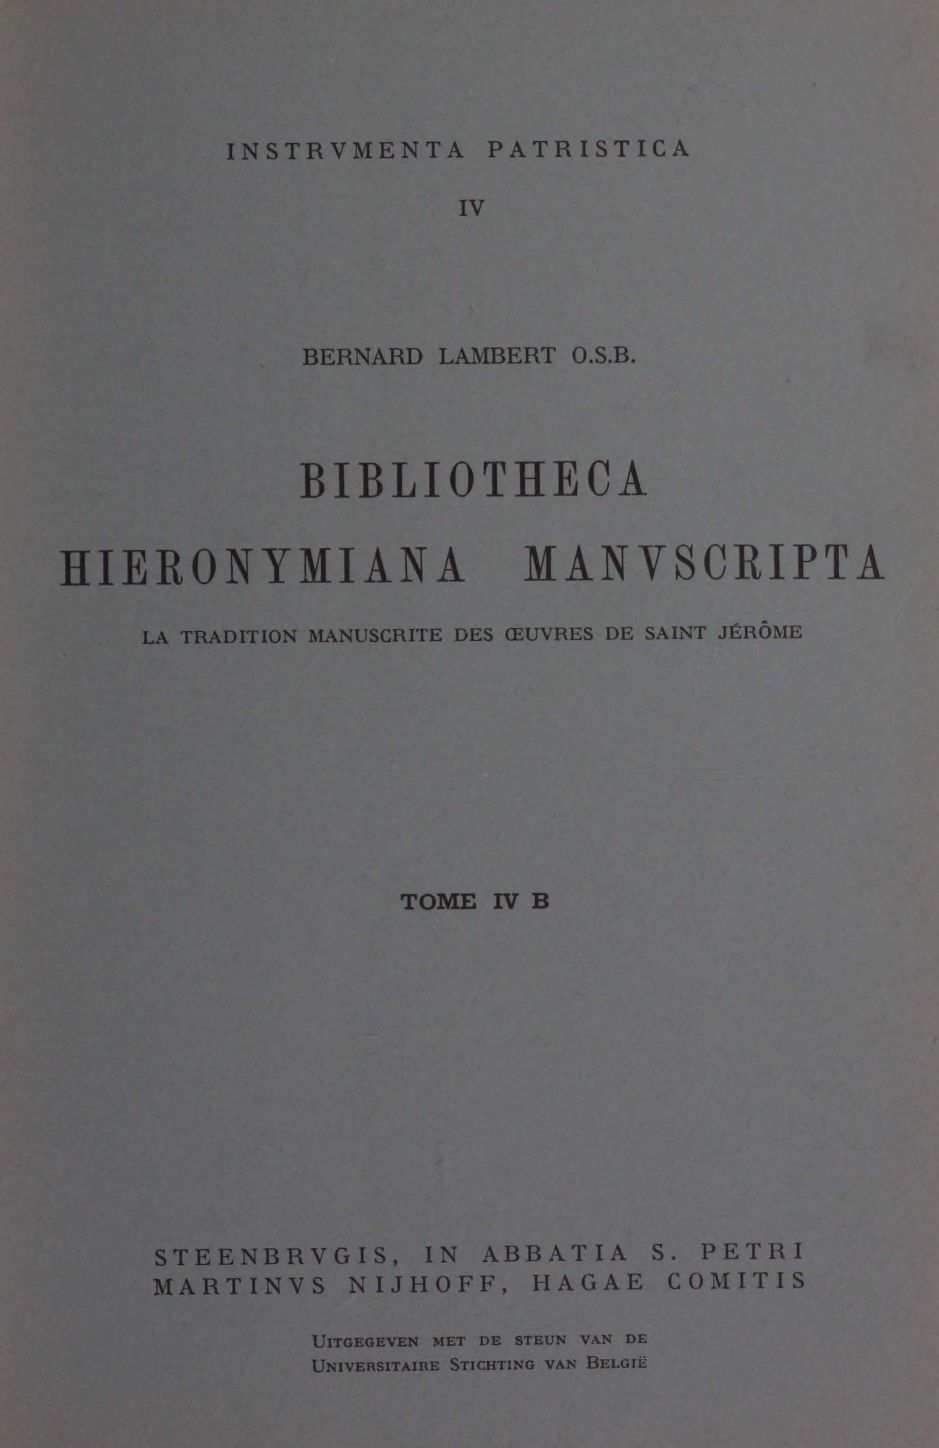 INSTRVMENTA PATRISTICA
IV
BERNARD LAMBERT O.S.B.
BIBLIOTHECA
HIERONYMIANA MANVSCRIPTA
LA TRADITION MANUSCRITE DES ŒUVRES DE SAINT JÉRÔME
TOME IV B
STEENBRVGIS, IN ABBATIA S. PETRI
MARTINVS NIJHOFF, HAGAE COMITIS
UITGEGEVEN MET DE STEUN VAN DE
UNIVERSITAIRE STICHTING VAN BELGIË